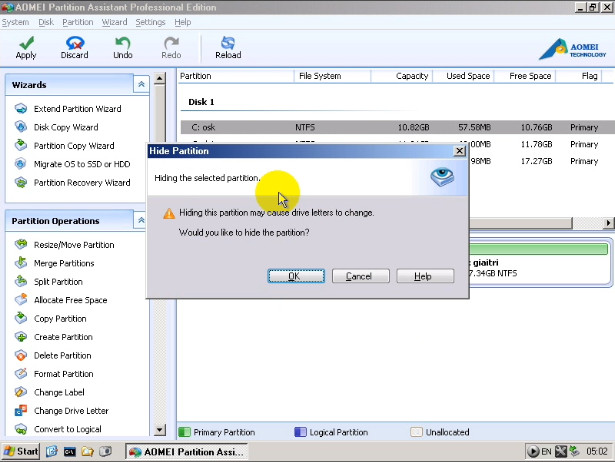 AOMEI Partition Assistant Professional Edition
System Disk Partition Wizard Settings Help
Apply Discard Undo Redo Reload
AOMEI
TECHNOLOGY
Wizards
Extend Partition Wizard
Disk Copy Wizard
Partition Copy Wizard
Migrate OS to SSD or HDD
Partition Recovery Wizard
Partition Operations
Resize/Move Partition
Merge Partitions
Split Partition
Allocate Free Space
Copy Partition
Create Partition
Delete Partition
Format Partition
Change Label
Change Drive Letter
Convert to Logical
Partition File System Capacity Used Space Free Space Flag
Disk 1
C: osk NTFS 10.82GB 57.58MB 10.76GB Primary
11.78GB Primary
17.27GB Primary
Hide Partition
Hiding the selected partition.
Hiding this partition may cause drive letters to change.
Would you like to hide the partition?
OK Cancel Help
giaitri
7.34GB NTFS
Primary Partition Logical Partition Unallocated
Start AOMEI Partition Assi... EN 05:02